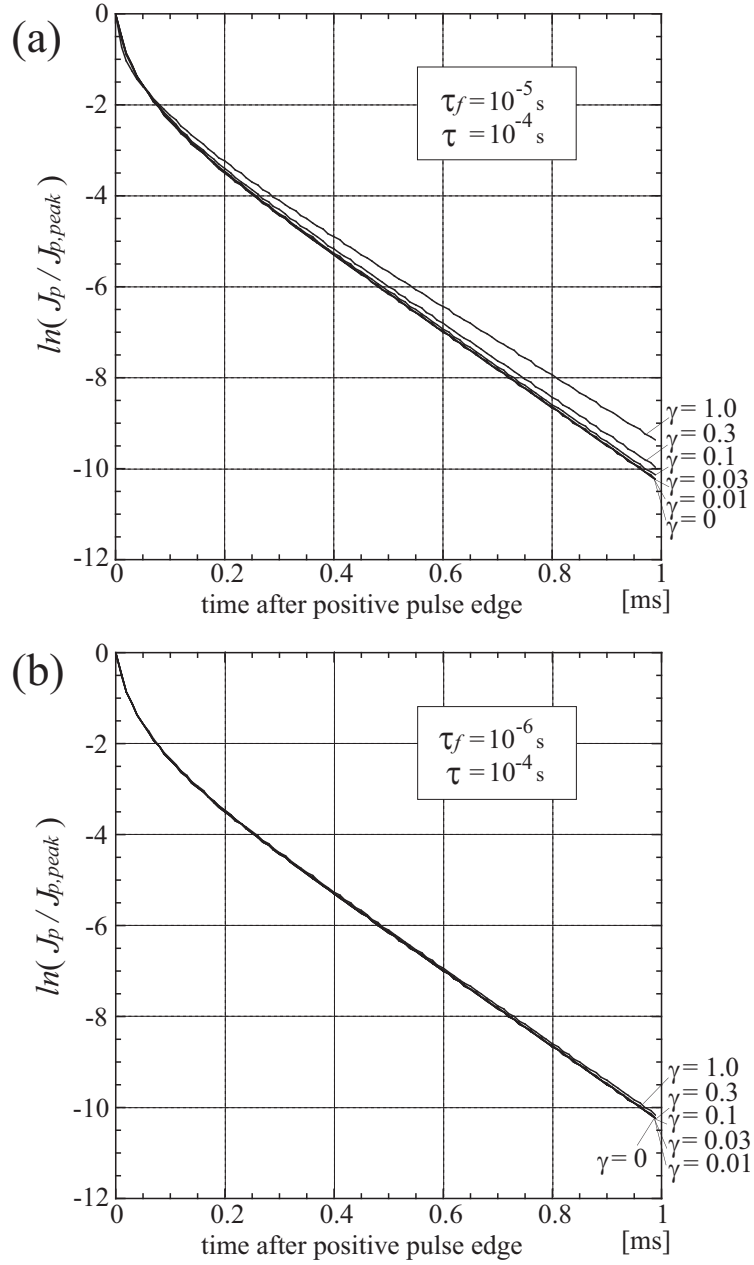 (a)
0
-2
-4
-6
-8
-10
-12
ln( Jp / Jp,peak )
τf = 10⁻⁵ s
τ = 10⁻⁴ s
γ = 1.0
γ = 0.3
γ = 0.1
γ = 0.03
γ = 0.01
γ = 0
0 0.2 0.4 0.6 0.8 1
time after positive pulse edge [ms]
(b)
0
-2
-4
-6
-8
-10
-12
ln( Jp / Jp,peak )
τf = 10⁻⁶ s
τ = 10⁻⁴ s
γ = 1.0
γ = 0.3
γ = 0.1
γ = 0.03
γ = 0 γ = 0.01
0 0.2 0.4 0.6 0.8 1
time after positive pulse edge [ms]